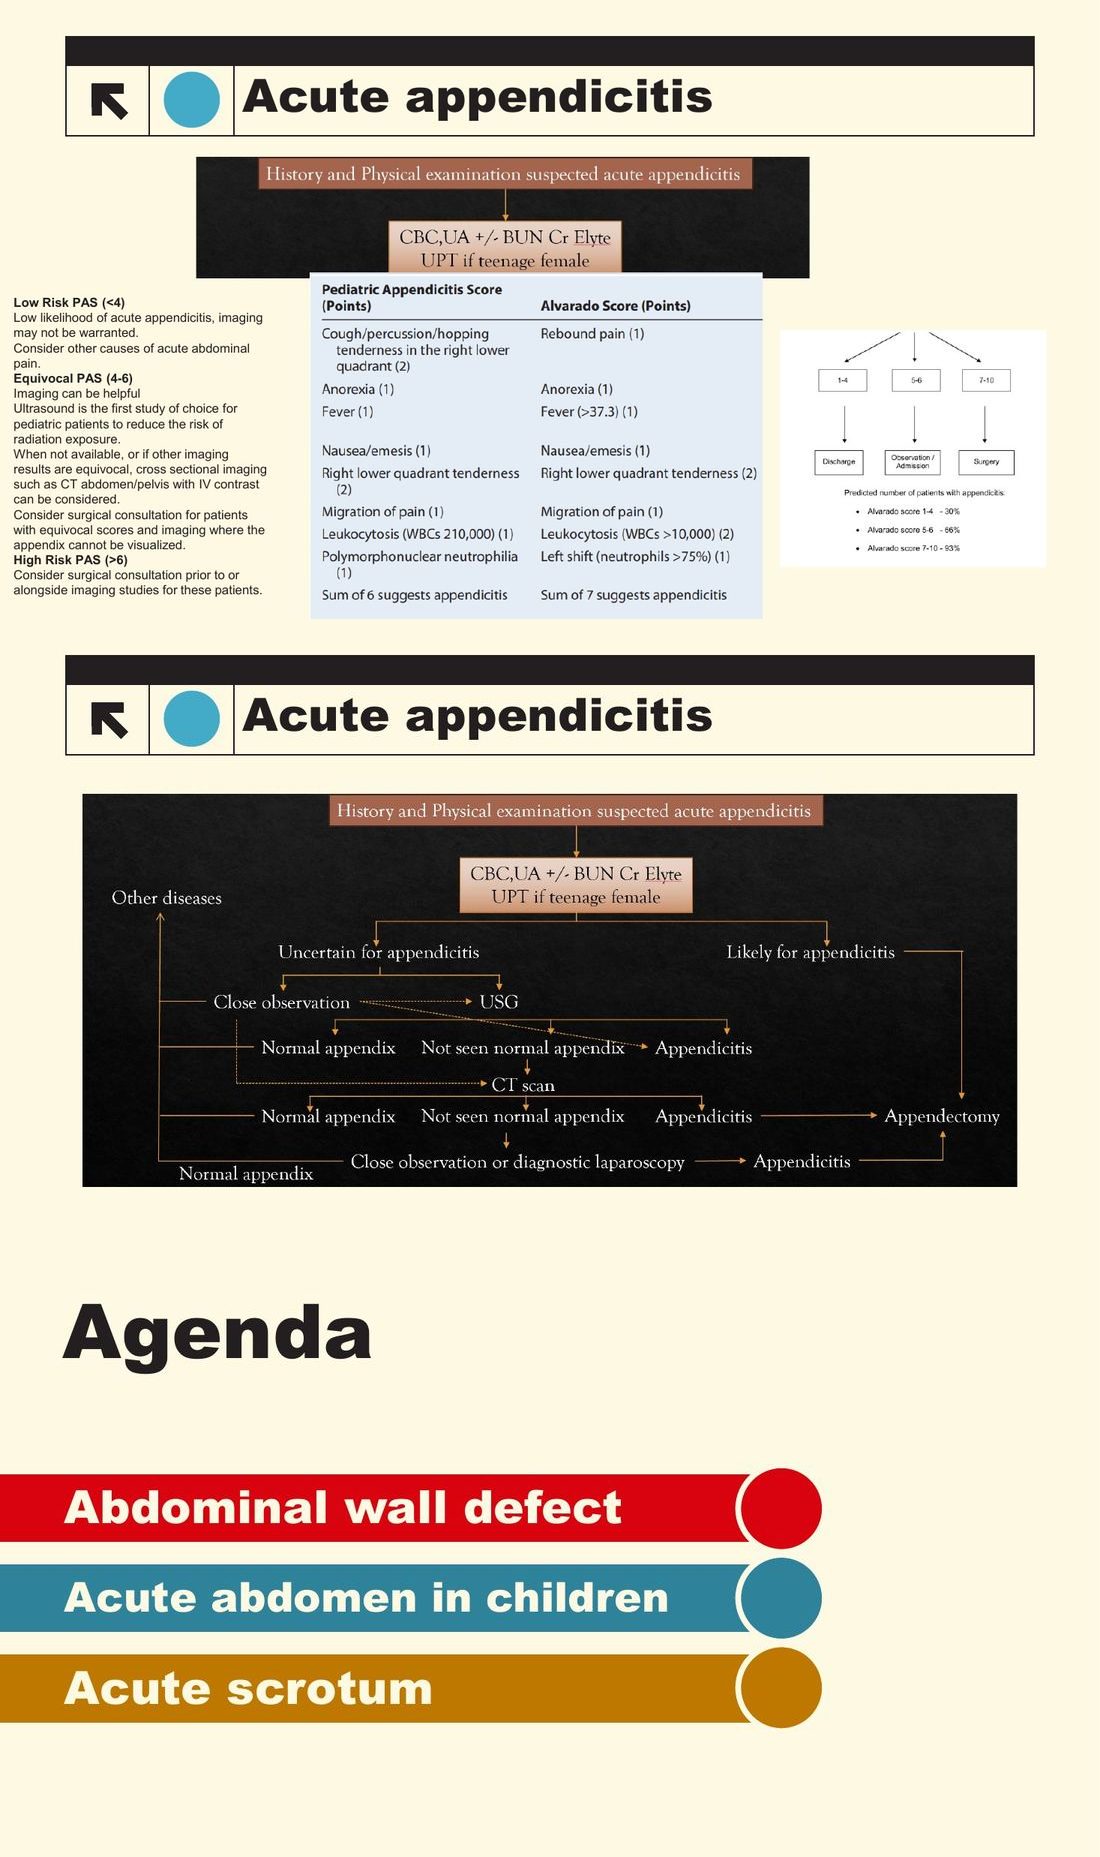 Acute appendicitis
History and Physical examination suspected acute appendicitis
CBC,UA +/- BUN Cr Elyte
UPT if teenage female
Low Risk PAS (<4)
Low likelihood of acute appendicitis, imaging
may not be warranted.
Consider other causes of acute abdominal
pain.
Equivocal PAS (4-6)
Imaging can be helpful
Ultrasound is the first study of choice for
pediatric patients to reduce the risk of
radiation exposure.
When not available, or if other imaging
results are equivocal, cross sectional imaging
such as CT abdomen/pelvis with IV contrast
can be considered.
Consider surgical consultation for patients
with equivocal scores and imaging where the
appendix cannot be visualized.
High Risk PAS (>6)
Consider surgical consultation prior to or
alongside imaging studies for these patients.
Pediatric Appendicitis Score
(Points) Alvarado Score (Points)
Cough/percussion/hopping Rebound pain (1)
tenderness in the right lower
quadrant (2)
Anorexia (1) Anorexia (1)
Fever (1) Fever (>37.3) (1)
Nausea/emesis (1) Nausea/emesis (1)
Right lower quadrant tenderness Right lower quadrant tenderness (2)
(2)
Migration of pain (1) Migration of pain (1)
Leukocytosis (WBCs 210,000) (1) Leukocytosis (WBCs >10,000) (2)
Polymorphonuclear neutrophilia Left shift (neutrophils >75%) (1)
(1)
Sum of 6 suggests appendicitis Sum of 7 suggests appendicitis
1-4 5-6 7-10
Discharge Observation / Surgery
Admission
Predicted number of patients with appendicitis:
• Alvarado score 1-4 - 30%
• Alvarado score 5-6 - 66%
• Alvarado score 7-10 - 93%
Acute appendicitis
History and Physical examination suspected acute appendicitis
CBC,UA +/- BUN Cr Elyte
UPT if teenage female
Other diseases
Uncertain for appendicitis Likely for appendicitis
Close observation USG
Normal appendix Not seen normal appendix Appendicitis
CT scan
Normal appendix Not seen normal appendix Appendicitis Appendectomy
Close observation or diagnostic laparoscopy Appendicitis
Normal appendix
Agenda
Abdominal wall defect
Acute abdomen in children
Acute scrotum